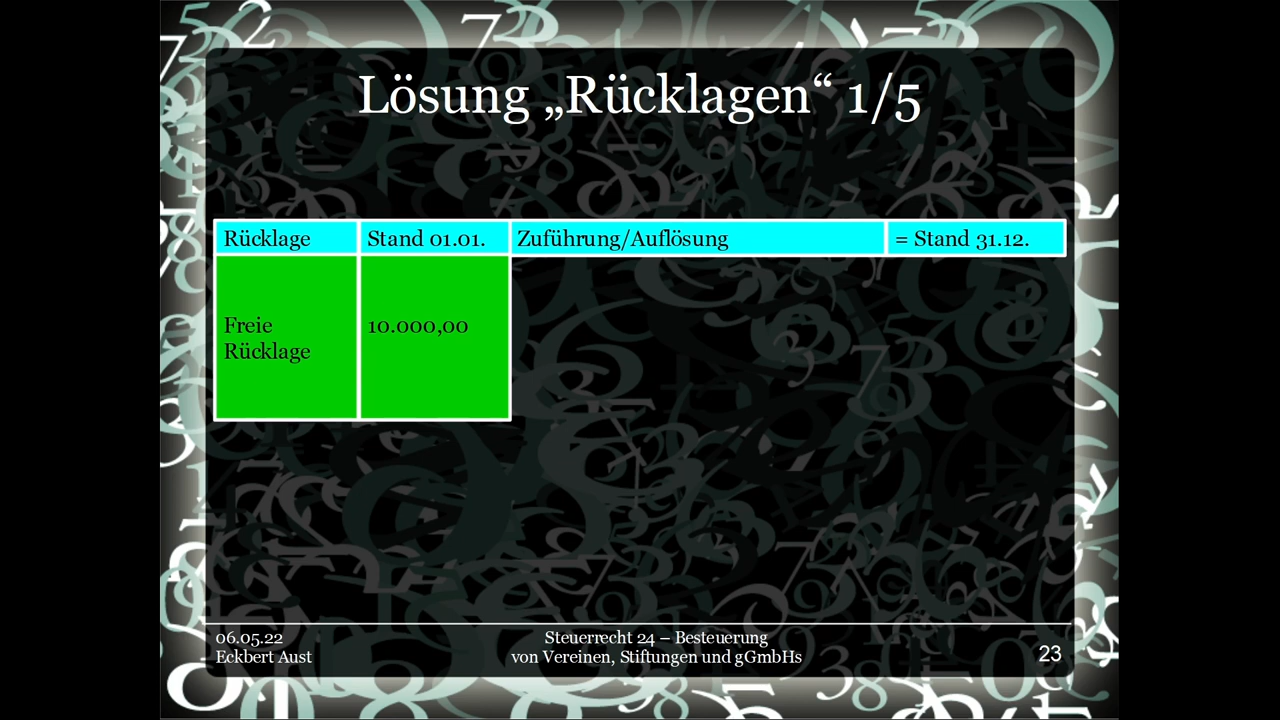 Lösung „Rücklagen“ 1/5
Rücklage Stand 01.01. Zuführung/Auflösung = Stand 31.12.
Freie 10.000,00
Rücklage
06.05.22
Eckbert Aust
Steuerrecht 24 – Besteuerung
von Vereinen, Stiftungen und gGmbHs
23